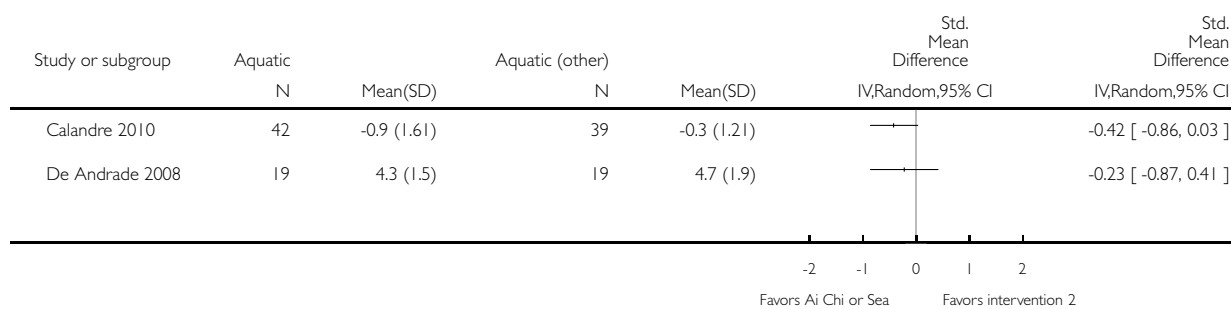 Study or subgroup Aquatic Aquatic (other) Std. Mean Difference Std. Mean Difference
N Mean(SD) N Mean(SD) IV,Random,95% CI IV,Random,95% CI
Calandre 2010 42 -0.9 (1.61) 39 -0.3 (1.21) -0.42 [ -0.86, 0.03 ]
De Andrade 2008 19 4.3 (1.5) 19 4.7 (1.9) -0.23 [ -0.87, 0.41 ]
-2 -1 0 1 2
Favors Ai Chi or Sea Favors intervention 2